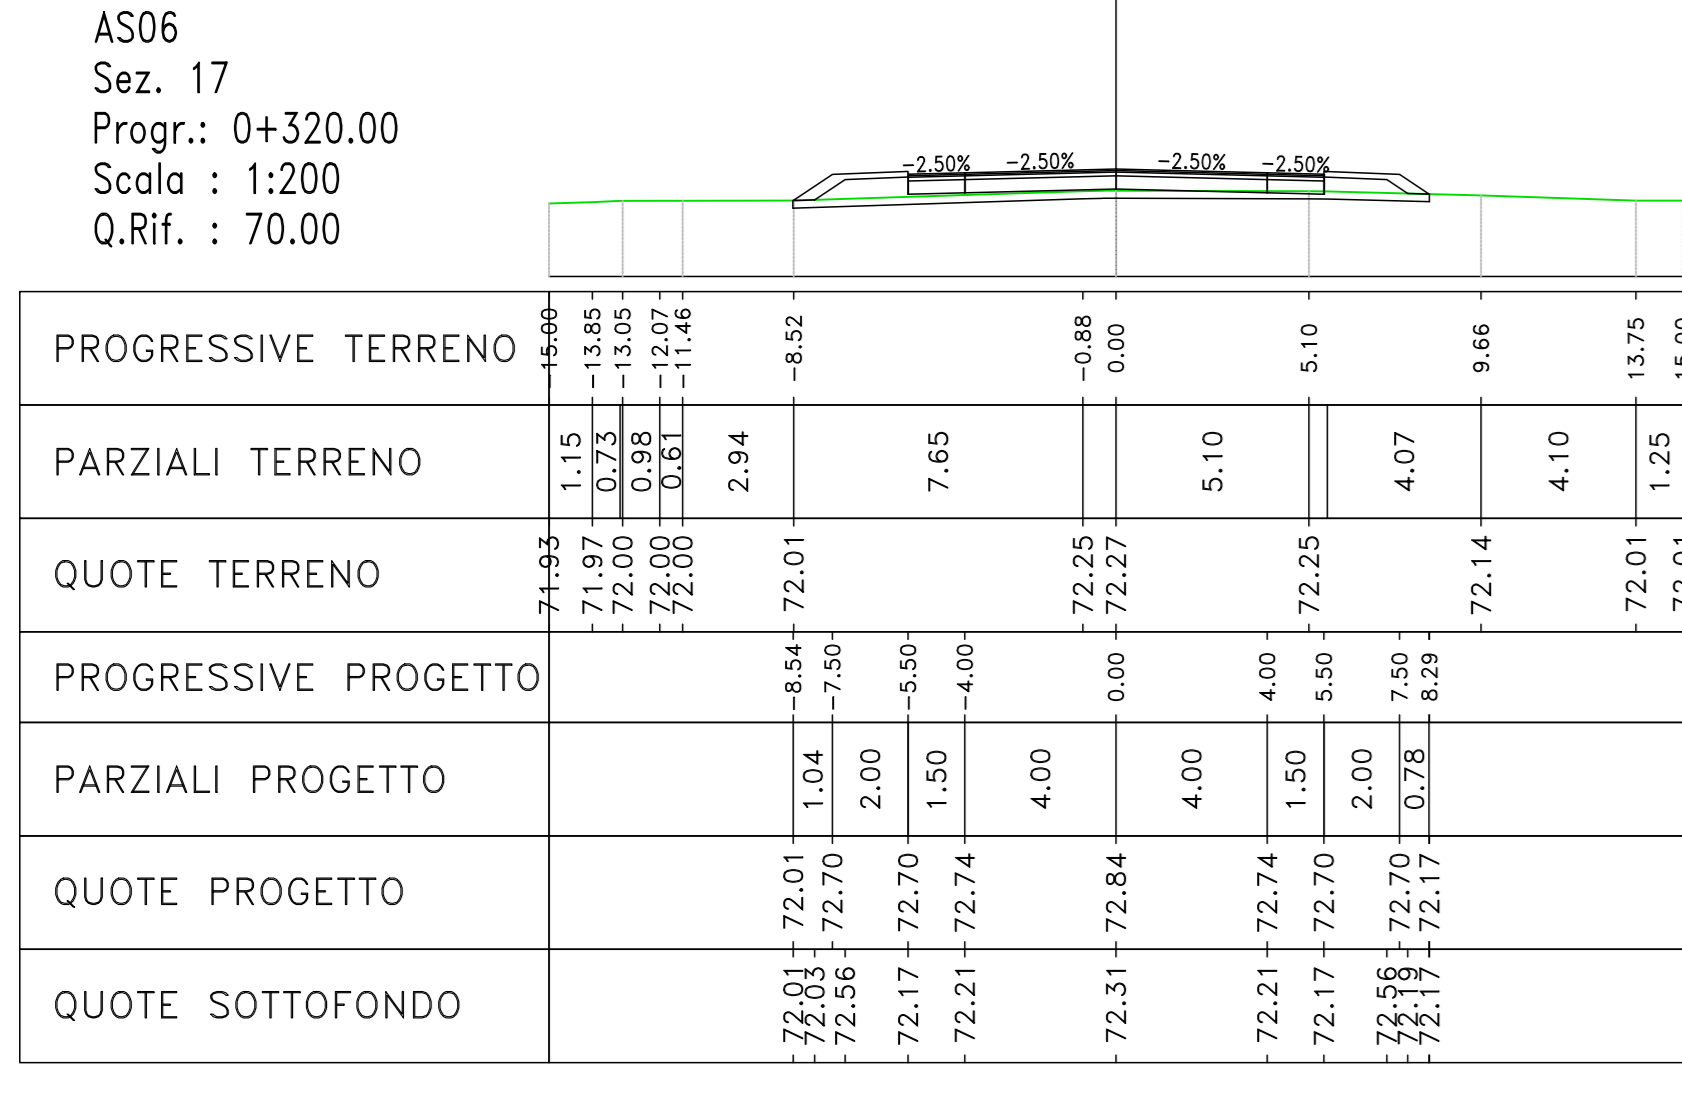 AS06
Sez. 17
Progr.: 0+320.00
Scala : 1:200
Q.Rif. : 70.00
-2.50% -2.50% -2.50% -2.50%
PROGRESSIVE TERRENO -15.00 -13.85 -13.05 -12.07 -11.46 -8.52 -0.88 0.00 5.10 9.66 13.75
PARZIALI TERRENO 1.15 0.73 0.98 0.61 2.94 7.65 5.10 4.07 4.10 1.25
QUOTE TERRENO 71.93 71.97 72.00 72.00 72.00 72.01 72.25 72.27 72.25 72.14 72.01
PROGRESSIVE PROGETTO -8.54 -7.50 -5.50 -4.00 0.00 4.00 5.50 7.50 8.29
PARZIALI PROGETTO 1.04 2.00 1.50 4.00 4.00 1.50 2.00 0.78
QUOTE PROGETTO 72.01 72.70 72.70 72.74 72.84 72.74 72.70 72.70 72.17
QUOTE SOTTOFONDO 72.01 72.03 72.56 72.17 72.21 72.31 72.21 72.17 72.56 72.19 72.17